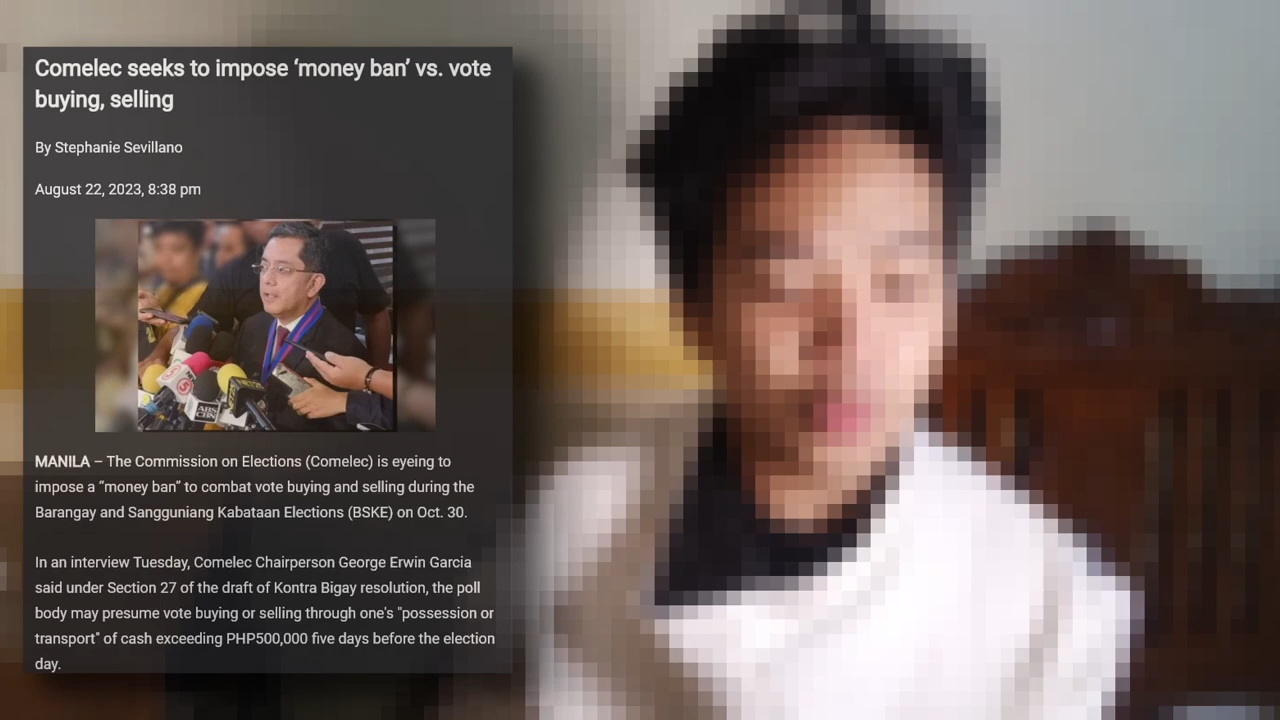 Comelec seeks to impose ‘money ban’ vs. vote
buying, selling
By Stephanie Sevillano
August 22, 2023, 8:38 pm
5
ABS
CBN
MANILA – The Commission on Elections (Comelec) is eyeing to
impose a “money ban” to combat vote buying and selling during the
Barangay and Sangguniang Kabataan Elections (BSKE) on Oct. 30.
In an interview Tuesday, Comelec Chairperson George Erwin Garcia
said under Section 27 of the draft of Kontra Bigay resolution, the poll
body may presume vote buying or selling through one's "possession or
transport" of cash exceeding PHP500,000 five days before the election
day.